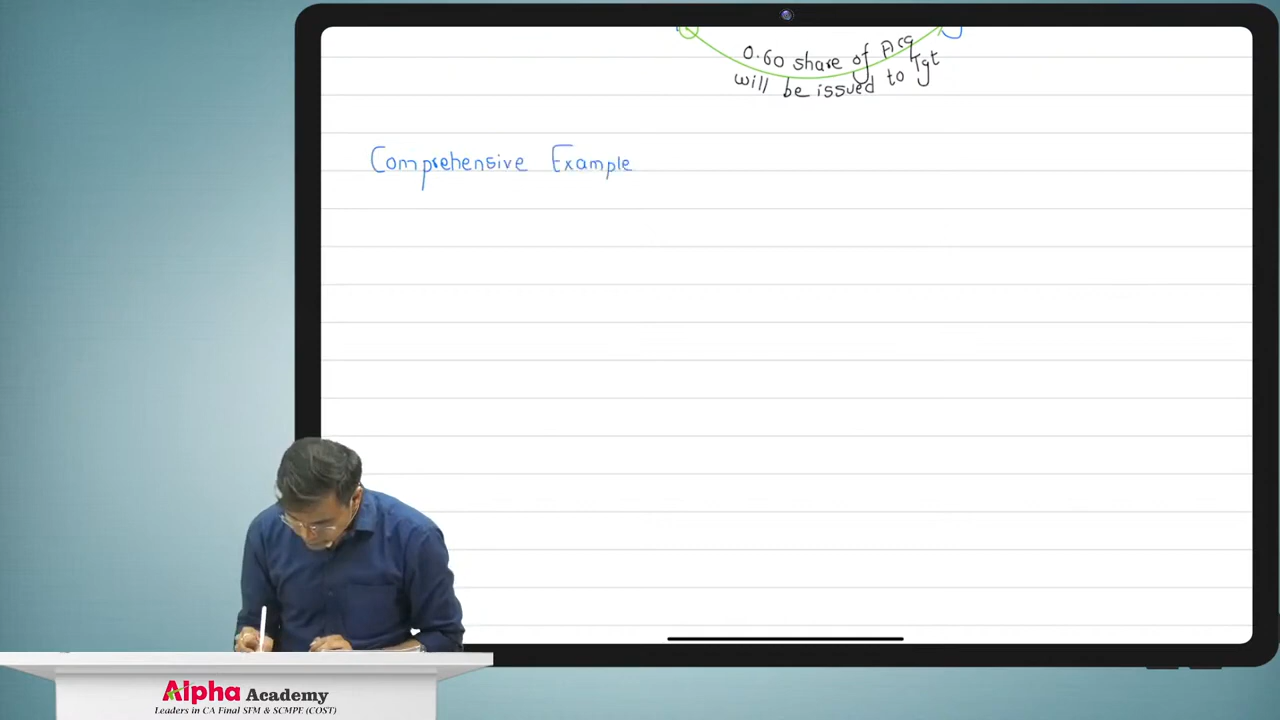 0.60 share of Acq
will be issued to Tgt
Comprehensive Example
Alpha Academy
Leaders in CA Final SFM & SCMPE (COST)